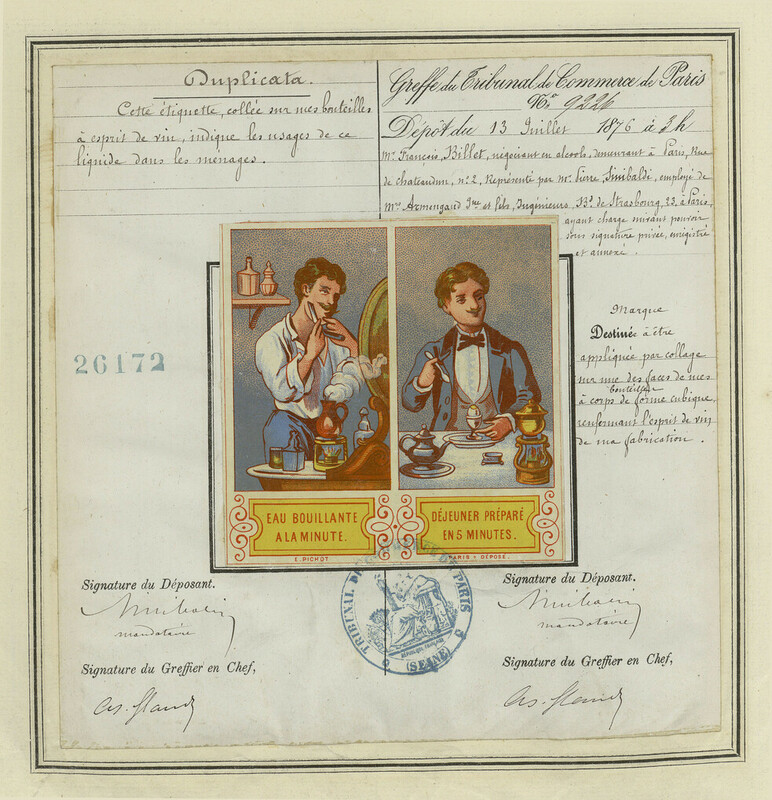 Duplicata.
Cette étiquette, collée sur mes bouteilles
à esprit de vin, indique les usages de ce
liquide dans les ménages.
Greffe du Tribunal de Commerce de Paris
No. 9226
Dépôt du 13 Juillet 1876 à 3h
Mr. François Billet, négociant en alcools, demeurant à Paris, Rue
de chateaudun, no. 2, Représenté par Mr. Pierre Sinibaldi, employé de
Mrs Armengaud Jne et fils, Ingénieurs, Bd. de Strasbourg, 23, à Paris,
ayant charge suivant pouvoir
sous signature privée, enregistré
et annexé.
26172
Marque
Destinée à être
appliquée par collage
sur une des faces de mes
bouteilles
à corps de forme cubique,
renfermant l'esprit de vin
de ma fabrication.
EAU BOUILLANTE
A LA MINUTE.
DÉJEUNER PRÉPARÉ
EN 5 MINUTES.
E. PICHOT
PARIS - DÉPOSÉ.
Signature du Déposant.
mandataire
Signature du Greffier en Chef,
TRIBUNAL DE COMMERCE DE PARIS
RÉPUBLIQUE FRANÇAISE
(SEINE)
Signature du Déposant.
mandataire
Signature du Greffier en Chef,